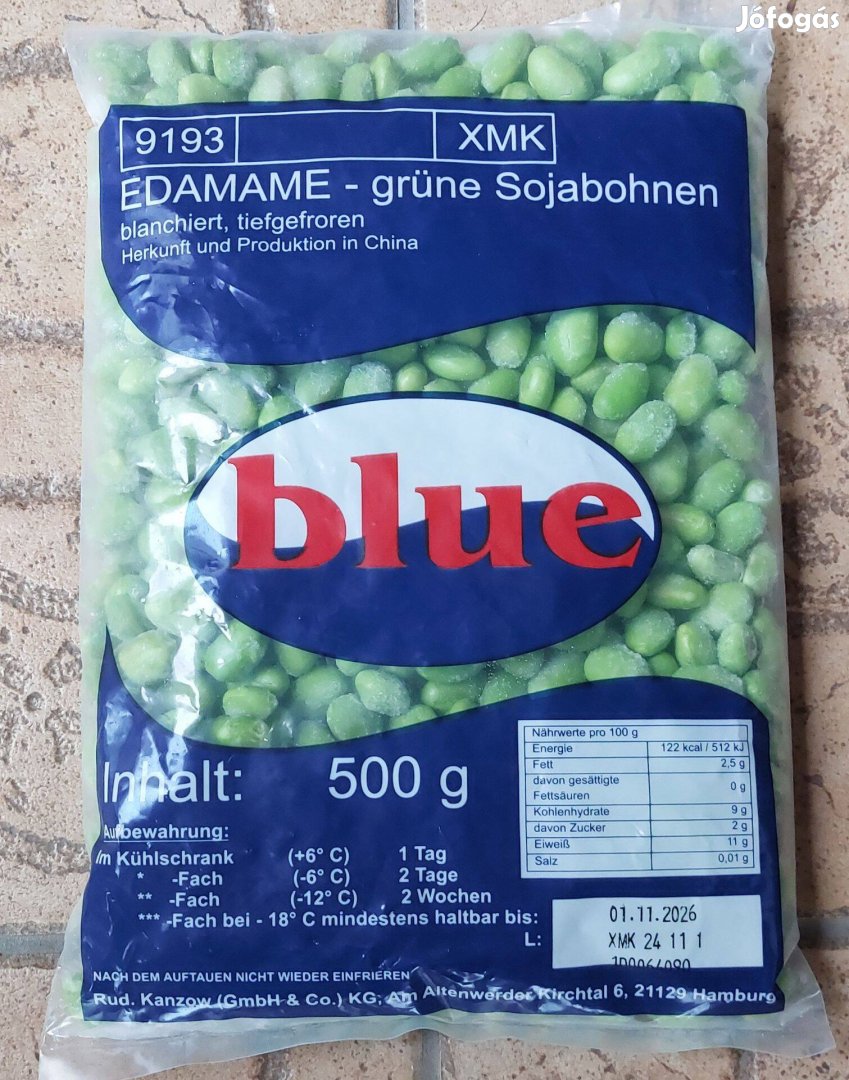 Jófogás
9193 XMK
EDAMAME - grüne Sojabohnen
blanchiert, tiefgefroren
Herkunft und Produktion in China
blue
Inhalt: 500 g
Nährwerte pro 100 g
Energie 122 kcal / 512 kJ
Fett 2,5 g
davon gesättigte
Fettsäuren 0 g
Kohlenhydrate 9 g
davon Zucker 2 g
Eiweiß 11 g
Salz 0,01 g
Aufbewahrung:
Im Kühlschrank (+6° C) 1 Tag
* -Fach (-6° C) 2 Tage
** -Fach (-12° C) 2 Wochen
*** -Fach bei - 18° C mindestens haltbar bis: 01.11.2026
L: XMK 24 11 1
NACH DEM AUFTAUEN NICHT WIEDER EINFRIEREN
Rud. Kanzow (GmbH & Co.) KG, Am Altenwerder Kirchtal 6, 21129 Hamburg